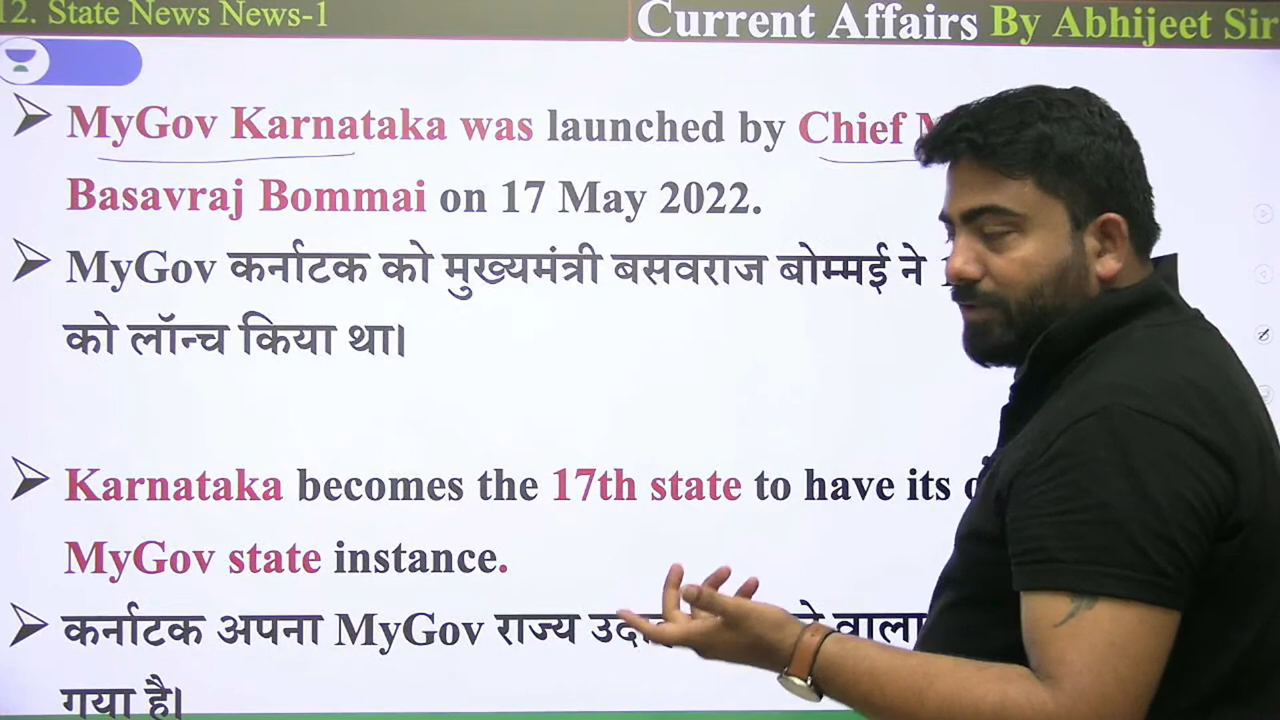 12. State News News-1
Current Affairs By Abhijeet Sir
MyGov Karnataka was launched by Chief
Basavraj Bommai on 17 May 2022.
MyGov कर्नाटक को मुख्यमंत्री बसवराज बोम्मई ने
को लॉन्च किया था।
Karnataka becomes the 17th state to have its
MyGov state instance.
कर्नाटक अपना MyGov राज्य वाला
गया है।